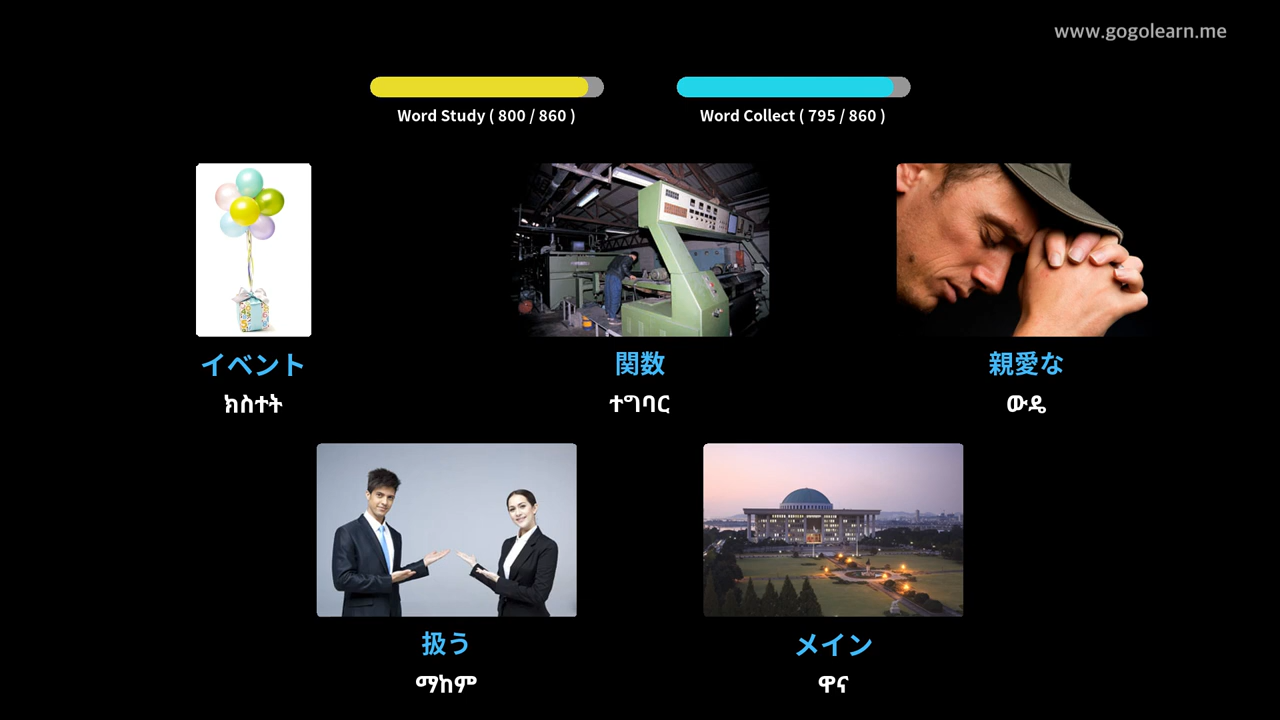 www.gogolearn.me
Word Study ( 800 / 860 )
Word Collect ( 795 / 860 )
イベント
ክስተት
関数
ተግባር
親愛な
ውዴ
扱う
ማከም
メイン
ዋና